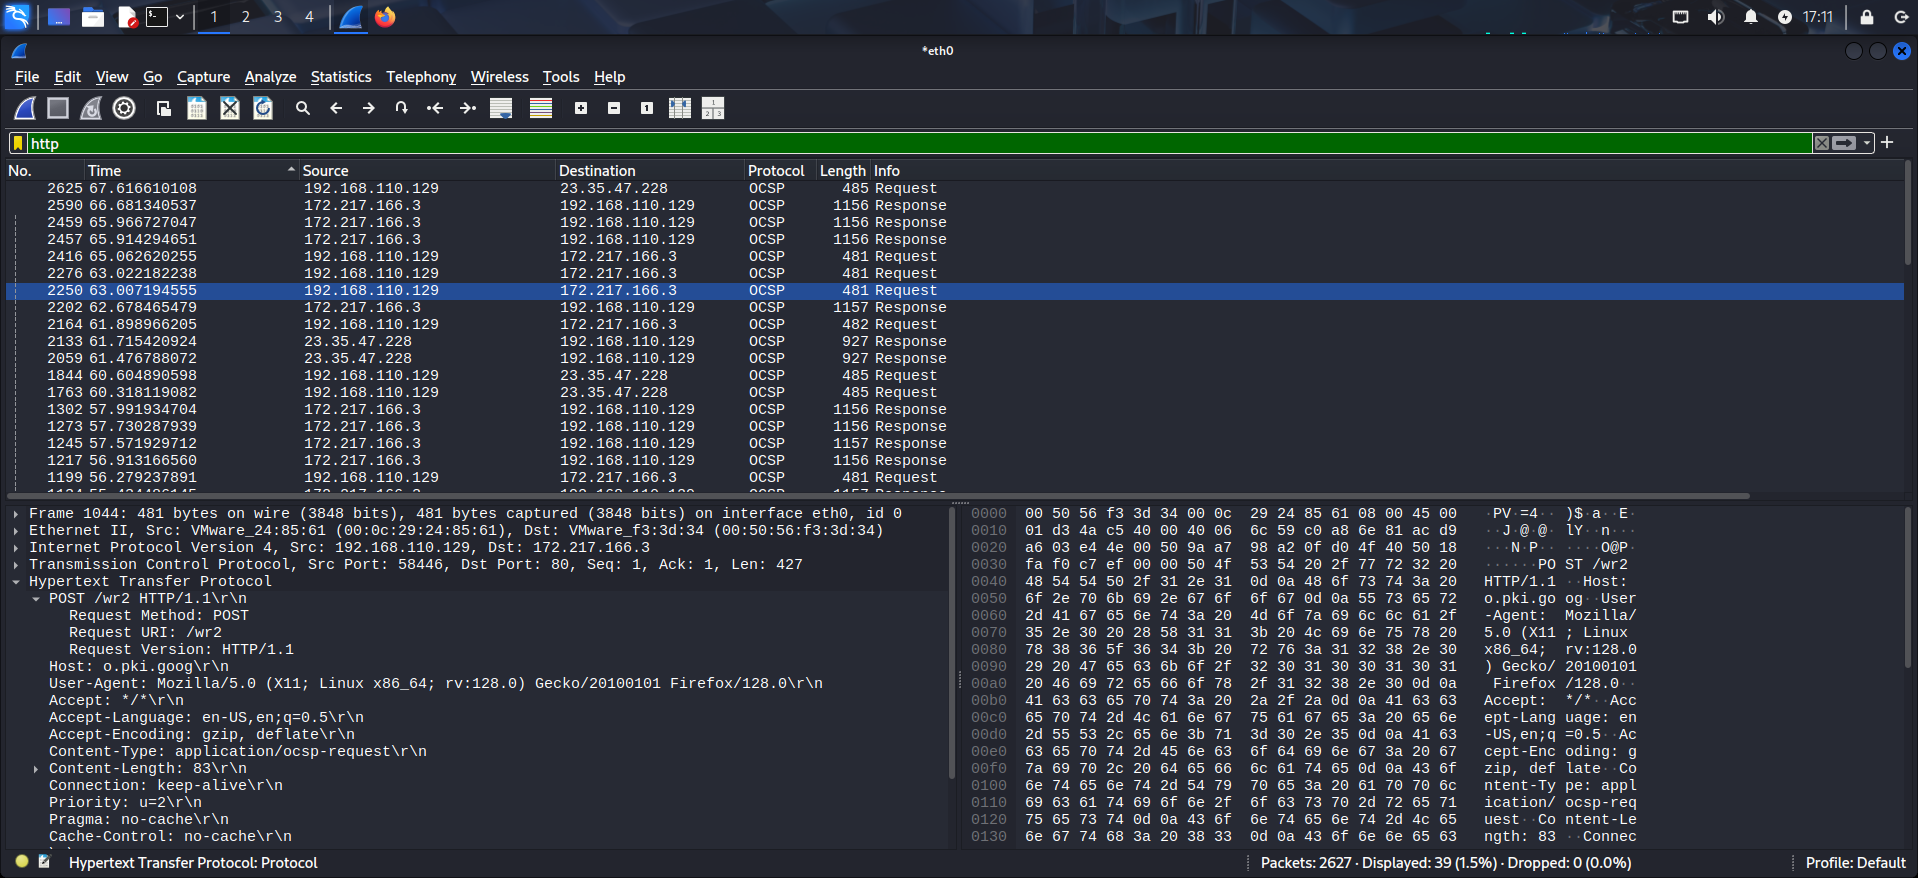 1 2 3 4
17:11
*eth0
File Edit View Go Capture Analyze Statistics Telephony Wireless Tools Help
http
No. Time Source Destination Protocol Length Info
2625 67.616610108 192.168.110.129 23.35.47.228 OCSP 485 Request
2590 66.681340537 172.217.166.3 192.168.110.129 OCSP 1156 Response
2459 65.966727047 172.217.166.3 192.168.110.129 OCSP 1156 Response
2457 65.914294651 172.217.166.3 192.168.110.129 OCSP 1156 Response
2416 65.062620255 192.168.110.129 172.217.166.3 OCSP 481 Request
2276 63.022182238 192.168.110.129 172.217.166.3 OCSP 481 Request
2250 63.007194555 192.168.110.129 172.217.166.3 OCSP 481 Request
2202 62.678465479 172.217.166.3 192.168.110.129 OCSP 1157 Response
2164 61.898966205 192.168.110.129 172.217.166.3 OCSP 482 Request
2133 61.715420924 23.35.47.228 192.168.110.129 OCSP 927 Response
2059 61.476788072 23.35.47.228 192.168.110.129 OCSP 927 Response
1844 60.604890598 192.168.110.129 23.35.47.228 OCSP 485 Request
1763 60.318119082 192.168.110.129 23.35.47.228 OCSP 485 Request
1302 57.991934704 172.217.166.3 192.168.110.129 OCSP 1156 Response
1273 57.730287939 172.217.166.3 192.168.110.129 OCSP 1156 Response
1245 57.571929712 172.217.166.3 192.168.110.129 OCSP 1157 Response
1217 56.913166560 172.217.166.3 192.168.110.129 OCSP 1156 Response
1199 56.279237891 192.168.110.129 172.217.166.3 OCSP 481 Request
Frame 1044: 481 bytes on wire (3848 bits), 481 bytes captured (3848 bits) on interface eth0, id 0
Ethernet II, Src: VMware_24:85:61 (00:0c:29:24:85:61), Dst: VMware_f3:3d:34 (00:50:56:f3:3d:34)
Internet Protocol Version 4, Src: 192.168.110.129, Dst: 172.217.166.3
Transmission Control Protocol, Src Port: 58446, Dst Port: 80, Seq: 1, Ack: 1, Len: 427
Hypertext Transfer Protocol
POST /wr2 HTTP/1.1\r\n
Request Method: POST
Request URI: /wr2
Request Version: HTTP/1.1
Host: o.pki.goog\r\n
User-Agent: Mozilla/5.0 (X11; Linux x86_64; rv:128.0) Gecko/20100101 Firefox/128.0\r\n
Accept: */*\r\n
Accept-Language: en-US,en;q=0.5\r\n
Accept-Encoding: gzip, deflate\r\n
Content-Type: application/ocsp-request\r\n
Content-Length: 83\r\n
Connection: keep-alive\r\n
Priority: u=2\r\n
Pragma: no-cache\r\n
Cache-Control: no-cache\r\n
0000 00 50 56 f3 3d 34 00 0c 29 24 85 61 08 00 45 00 ·PV·=4·· )$·a··E·
0010 01 d3 4a c5 40 00 40 06 6c 59 c0 a8 6e 81 ac d9 ··J·@·@· lY··n···
0020 a6 03 e4 4e 00 50 9a a7 98 a2 0f d0 4f 40 50 18 ···N·P·· ····O@P·
0030 fa f0 c7 ef 00 00 50 4f 53 54 20 2f 77 72 32 20 ······PO ST /wr2
0040 48 54 54 50 2f 31 2e 31 0d 0a 48 6f 73 74 3a 20 HTTP/1.1 ··Host:
0050 6f 2e 70 6b 69 2e 67 6f 6f 67 0d 0a 55 73 65 72 o.pki.go og··User
0060 2d 41 67 65 6e 74 3a 20 4d 6f 7a 69 6c 6c 61 2f -Agent: Mozilla/
0070 35 2e 30 20 28 58 31 31 3b 20 4c 69 6e 75 78 20 5.0 (X11 ; Linux
0080 78 38 36 5f 36 34 3b 20 72 76 3a 31 32 38 2e 30 x86_64; rv:128.0
0090 29 20 47 65 63 6b 6f 2f 32 30 31 30 30 31 30 31 ) Gecko/ 20100101
00a0 20 46 69 72 65 66 6f 78 2f 31 32 38 2e 30 0d 0a Firefox /128.0··
00b0 41 63 63 65 70 74 3a 20 2a 2f 2a 0d 0a 41 63 63 Accept: */*··Acc
00c0 65 70 74 2d 4c 61 6e 67 75 61 67 65 3a 20 65 6e ept-Lang uage: en
00d0 2d 55 53 2c 65 6e 3b 71 3d 30 2e 35 0d 0a 41 63 -US,en;q =0.5··Ac
00e0 63 65 70 74 2d 45 6e 63 6f 64 69 6e 67 3a 20 67 cept-Enc oding: g
00f0 7a 69 70 2c 20 64 65 66 6c 61 74 65 0d 0a 43 6f zip, def late··Co
0100 6e 74 65 6e 74 2d 54 79 70 65 3a 20 61 70 70 6c ntent-Ty pe: appl
0110 69 63 61 74 69 6f 6e 2f 6f 63 73 70 2d 72 65 71 ication/ ocsp-req
0120 75 65 73 74 0d 0a 43 6f 6e 74 65 6e 74 2d 4c 65 uest··Co ntent-Le
0130 6e 67 74 68 3a 20 38 33 0d 0a 43 6f 6e 6e 65 63 ngth: 83 ··Connec
Hypertext Transfer Protocol: Protocol
Packets: 2627 · Displayed: 39 (1.5%) · Dropped: 0 (0.0%)
Profile: Default